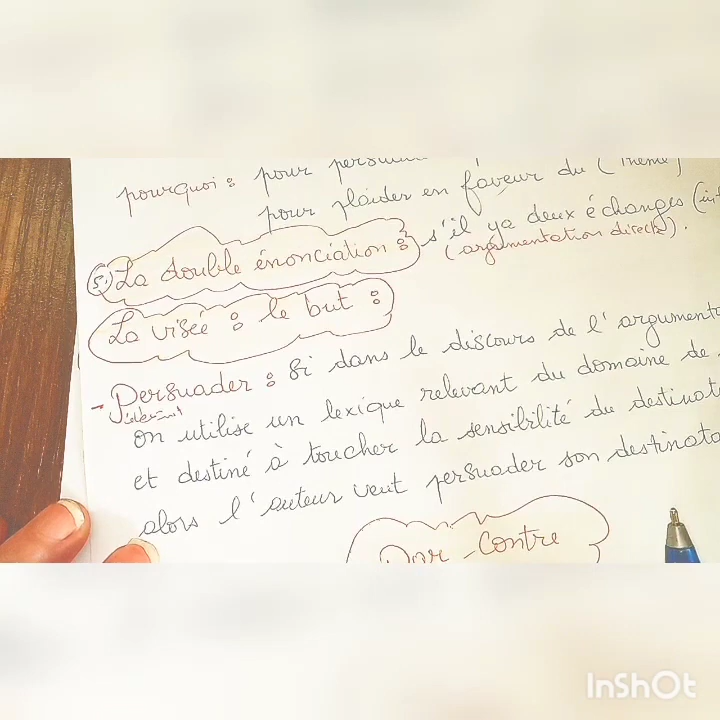 pourquoi : pour
pour plaider en faveur du (Thème)
5) La double énonciation : s'il ya deux échanges
(argumentation directe).
La visée : le but :
- Persuader : Si dans le discours de l'argumenta
on utilise un lexique relevant du domaine de
et destiné à toucher la sensibilité du destinat
alors l'auteur veut persuader son destinata
Par-contre
InShOt